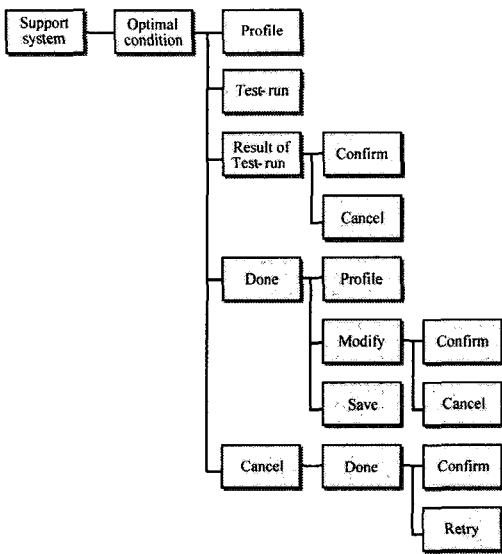 Support
system
Optimal
condition
Profile
Test-run
Result of
Test-run
Confirm
Cancel
Done
Profile
Modify
Confirm
Save
Cancel
Cancel
Done
Confirm
Retry